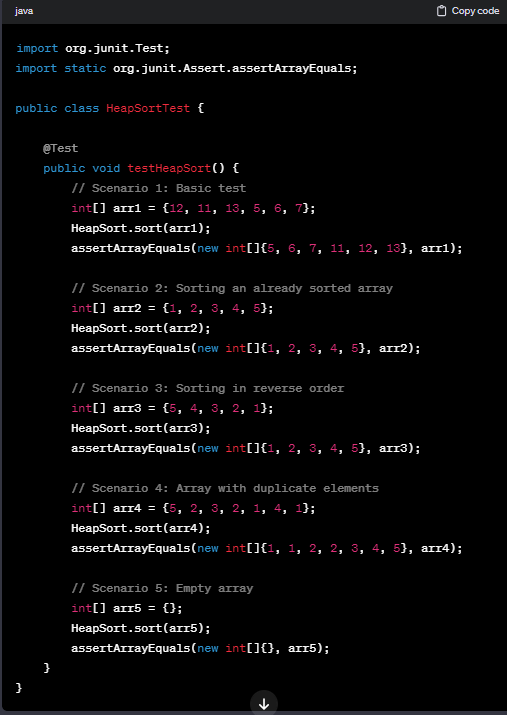 java
Copy code
import org.junit.Test;
import static org.junit.Assert.assertArrayEquals;
public class HeapSortTest {
@Test
public void testHeapSort() {
// Scenario 1: Basic test
int[] arr1 = {12, 11, 13, 5, 6, 7};
HeapSort.sort(arr1);
assertArrayEquals(new int[]{5, 6, 7, 11, 12, 13}, arr1);
// Scenario 2: Sorting an already sorted array
int[] arr2 = {1, 2, 3, 4, 5};
HeapSort.sort(arr2);
assertArrayEquals(new int[]{1, 2, 3, 4, 5}, arr2);
// Scenario 3: Sorting in reverse order
int[] arr3 = {5, 4, 3, 2, 1};
HeapSort.sort(arr3);
assertArrayEquals(new int[]{1, 2, 3, 4, 5}, arr3);
// Scenario 4: Array with duplicate elements
int[] arr4 = {5, 2, 3, 2, 1, 4, 1};
HeapSort.sort(arr4);
assertArrayEquals(new int[]{1, 1, 2, 2, 3, 4, 5}, arr4);
// Scenario 5: Empty array
int[] arr5 = {};
HeapSort.sort(arr5);
assertArrayEquals(new int[]{}, arr5);
}
}